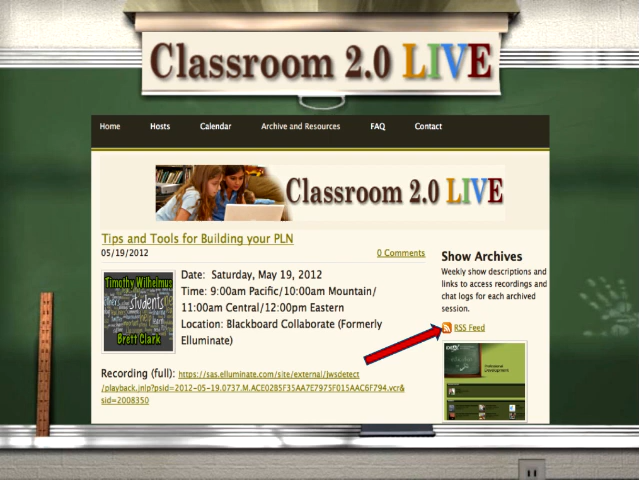 Classroom 2.0 LIVE
Home Hosts Calendar Archive and Resources FAQ Contact
Classroom 2.0 LIVE
Tips and Tools for Building your PLN
05/19/2012 0 Comments
Timothy Wilhelmus
students
Brett Clark
Date: Saturday, May 19, 2012
Time: 9:00am Pacific/10:00am Mountain/
11:00am Central/12:00pm Eastern
Location: Blackboard Collaborate (Formerly
Elluminate)
Recording (full): https://sas.elluminate.com/site/external/jwsdetect
/playback.jnlp?psid=2012-05-19.0737.M.ACE0285F35AA7E7975F015AAC6F794.vcr&
sid=2008350
Show Archives
Weekly show descriptions and
links to access recordings and
chat logs for each archived
session.
RSS Feed